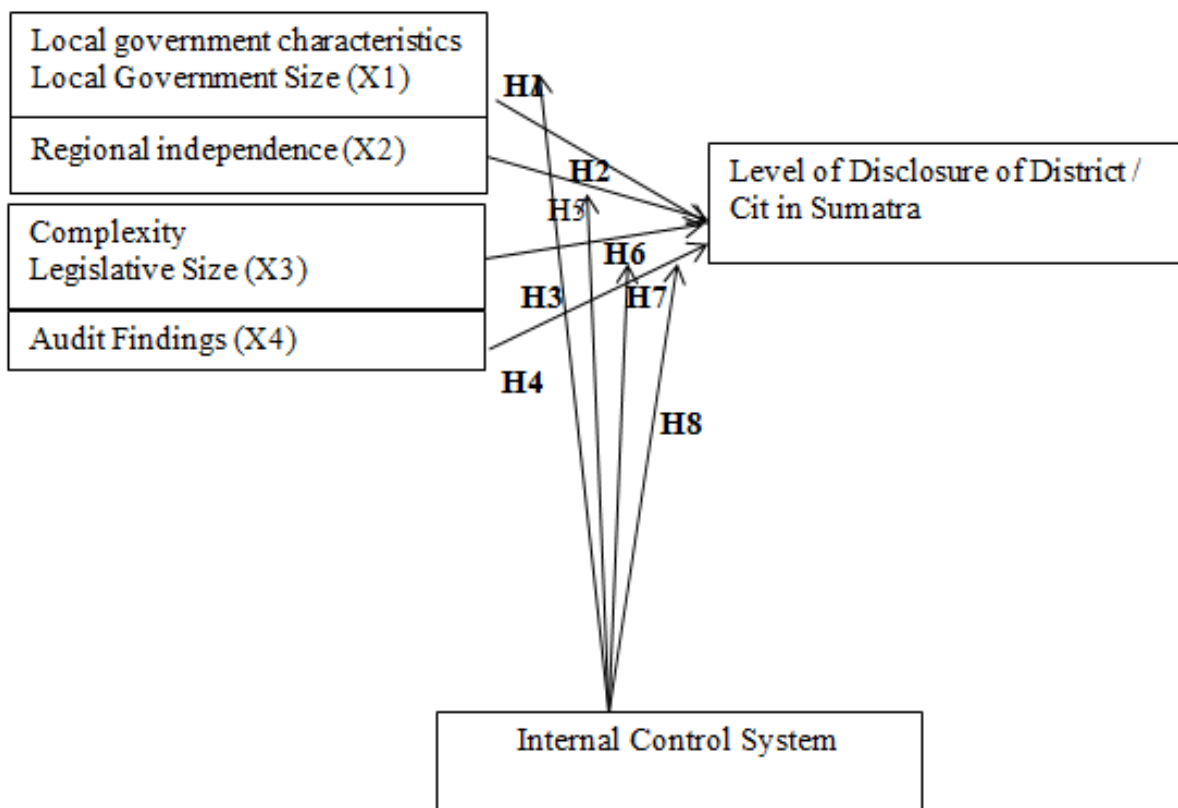 Local government characteristics
Local Government Size (X1)
Regional independence (X2)
Complexity
Legislative Size (X3)
Audit Findings (X4)
H1
H2
H5
H6
H3
H7
H4
H8
Level of Disclosure of District /
Cit in Sumatra
Internal Control System